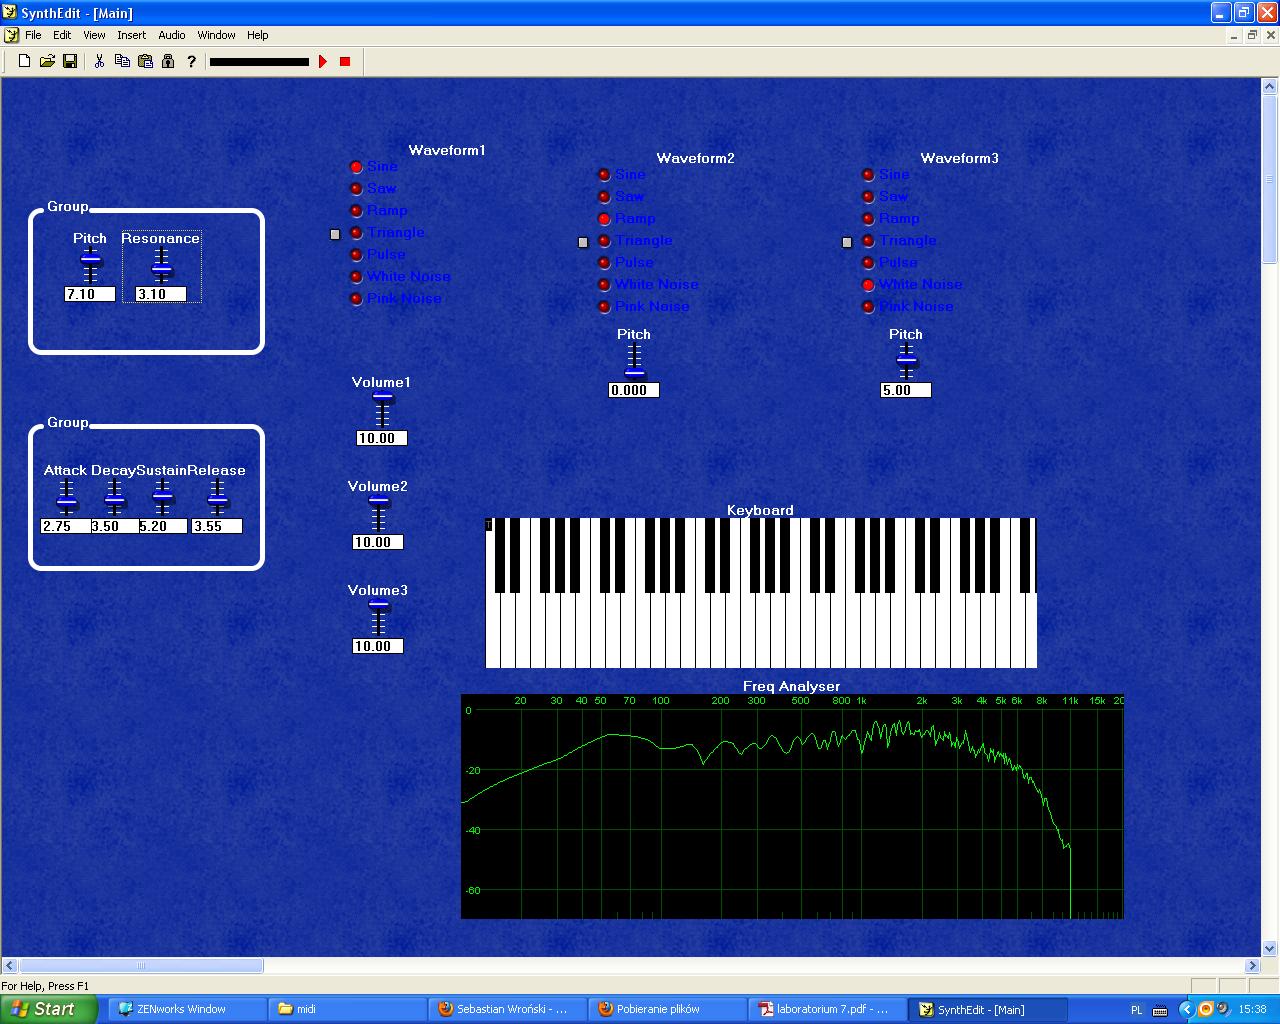 SynthEdit - [Main]
File Edit View Insert Audio Window Help
Waveform1
Sine
Saw
Ramp
Triangle
Pulse
White Noise
Pink Noise
Waveform2
Sine
Saw
Ramp
Triangle
Pulse
White Noise
Pink Noise
Pitch
0.000
Waveform3
Sine
Saw
Ramp
Triangle
Pulse
White Noise
Pink Noise
Pitch
5.00
Group
Pitch Resonance
7.10 3.10
Group
Attack Decay Sustain Release
2.75 3.50 5.20 3.55
Volume1
10.00
Volume2
10.00
Volume3
10.00
Keyboard
T
Freq Analyser
20 30 40 50 70 100 200 300 500 800 1k 2k 3k 4k 5k 6k 8k 11k 15k 20
0
-20
-40
-60
For Help, Press F1
Start ZENworks Window midi Sebastian Wroński - ... Pobieranie plików laboratorium 7.pdf - ... SynthEdit - [Main] PL 15:38